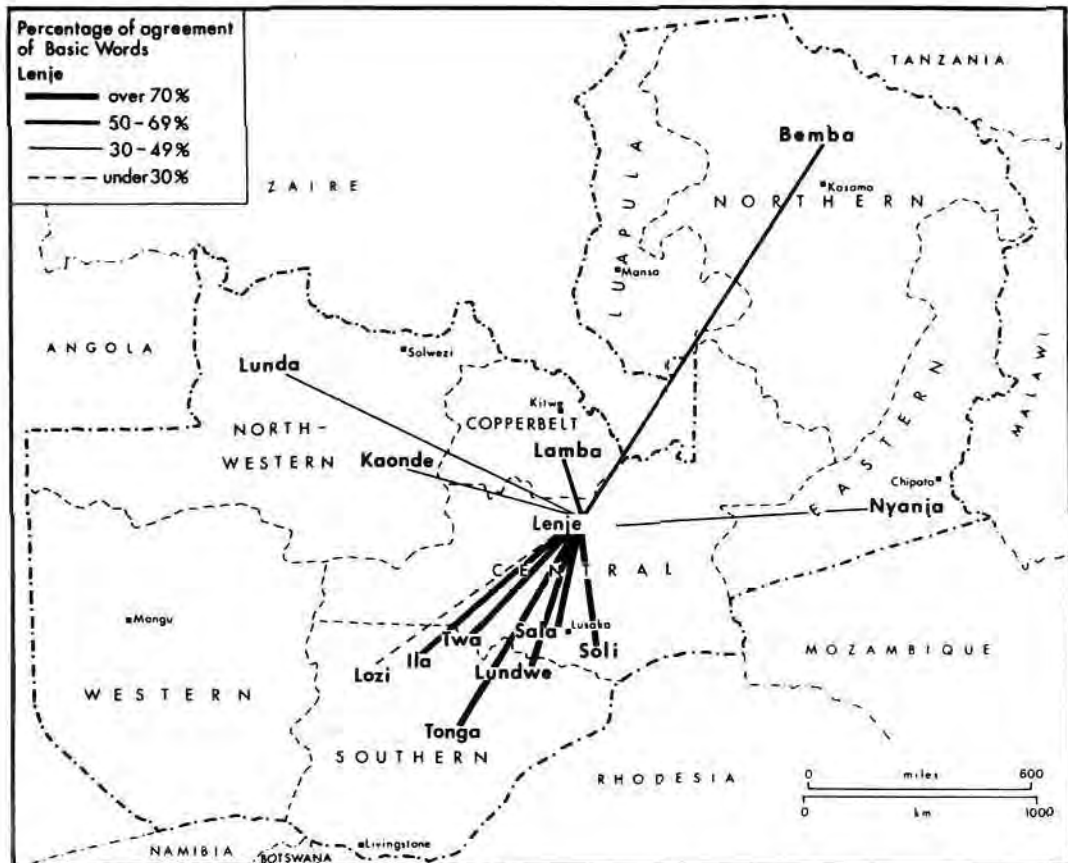 Percentage of agreement
of Basic Words
Lenje
over 70%
50-69%
30-49%
under 30%
TANZANIA
Bemba
Kasama
ZAIRE
NORTHERN
LUAPULA
Mansa
ANGOLA
Solwezi
Lunda
MALAWI
Kitwe
COPPERBELT
NORTH-
WESTERN
Lamba
Kaonde
EASTERN
Chipata
Nyanja
Lenje
CENTRAL
Mongu
Twa
Sala
Lusaka
Soli
MOZAMBIQUE
Ila
Lozi
Lundwe
WESTERN
Tonga
SOUTHERN
RHODESIA
0 miles 600
0 km 1000
Livingstone
NAMIBIA
BOTSWANA